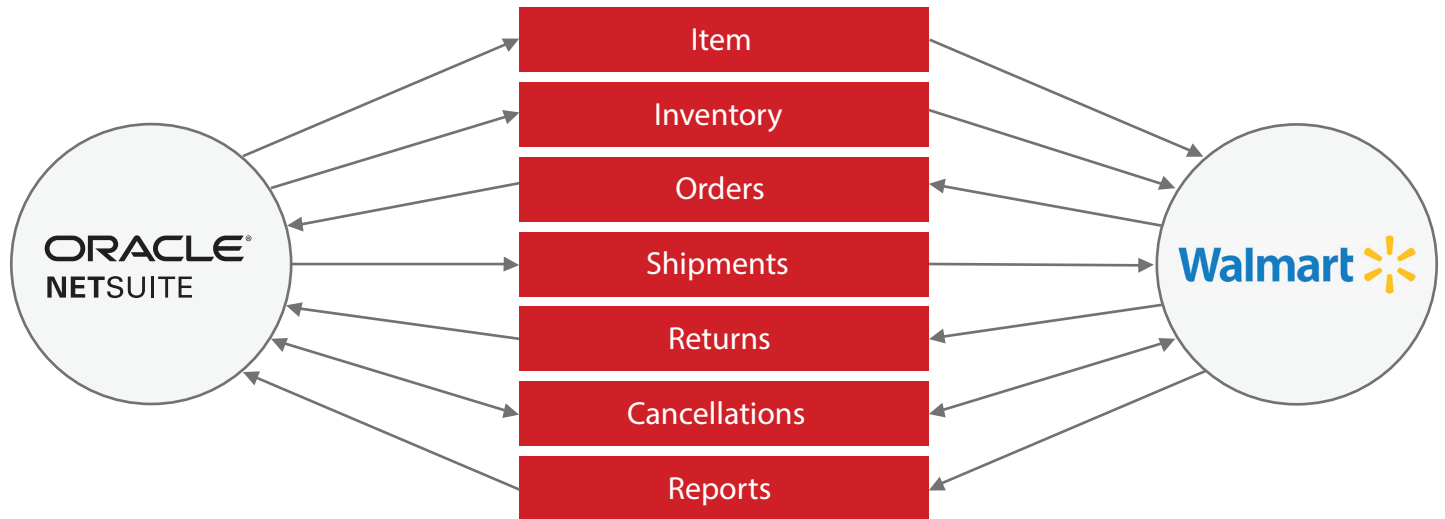 Item
Inventory
Orders
ORACLE®
NETSUITE
Shipments
Walmart
Returns
Cancellations
Reports